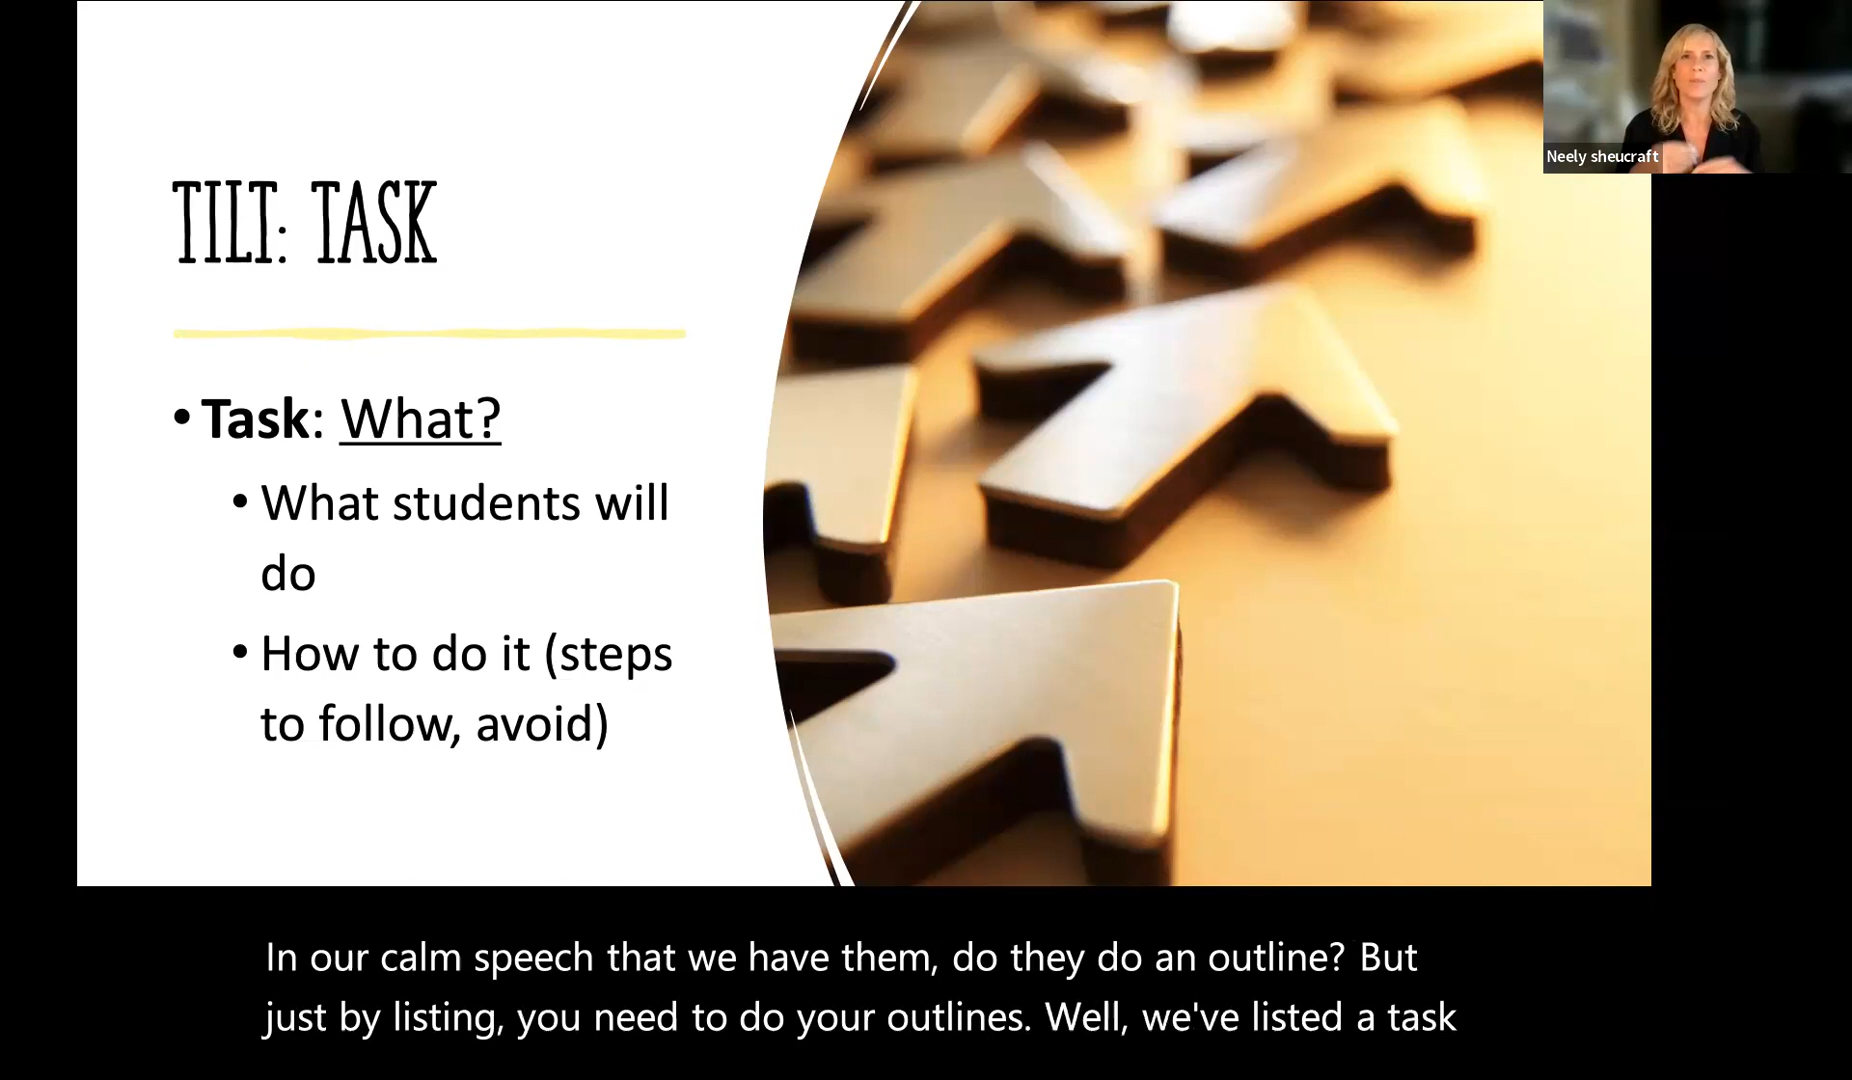 TILT: TASK
• Task: What?
• What students will
do
• How to do it (steps
to follow, avoid)
Neely sheucraft
In our calm speech that we have them, do they do an outline? But
just by listing, you need to do your outlines. Well, we've listed a task